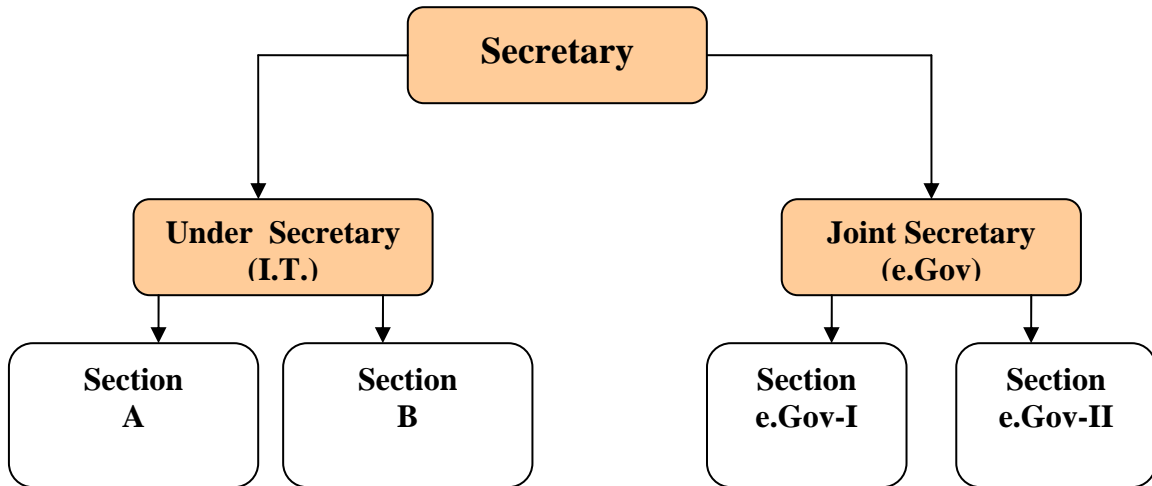 Secretary
Under Secretary
(I.T.)
Joint Secretary
(e.Gov)
Section
A
Section
B
Section
e.Gov-I
Section
e.Gov-II